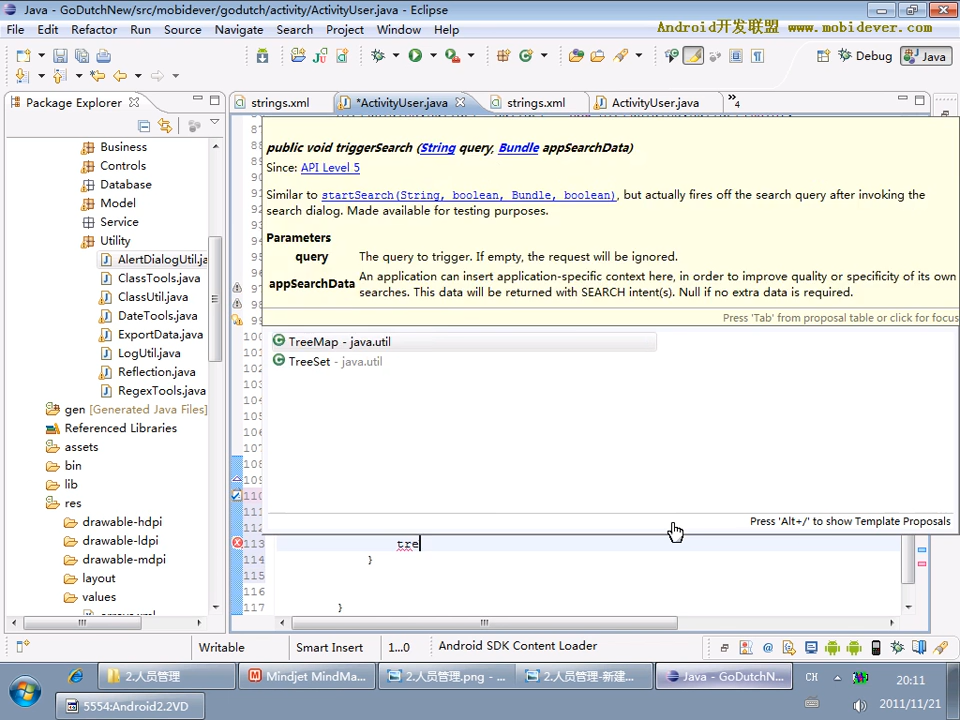 Java - GoDutchNew/src/mobidever/godutch/activity/ActivityUser.java - Eclipse
File Edit Refactor Run Source Navigate Search Project Window Help
Android开发联盟 www.mobidever.com
Debug Java
Package Explorer
strings.xml *ActivityUser.java strings.xml ActivityUser.java »4
Business
Controls
Database
Model
Service
Utility
AlertDialogUtil.ja
ClassTools.java
ClassUtil.java
DateTools.java
ExportData.java
LogUtil.java
Reflection.java
RegexTools.java
gen [Generated Java Files]
Referenced Libraries
assets
bin
lib
res
drawable-hdpi
drawable-ldpi
drawable-mdpi
layout
values
public void triggerSearch (String query, Bundle appSearchData)
Since: API Level 5
Similar to startSearch(String, boolean, Bundle, boolean), but actually fires off the search query after invoking the
search dialog. Made available for testing purposes.
Parameters
query The query to trigger. If empty, the request will be ignored.
appSearchData An application can insert application-specific context here, in order to improve quality or specificity of its own
searches. This data will be returned with SEARCH intent(s). Null if no extra data is required.
Press 'Tab' from proposal table or click for focus
TreeMap - java.util
TreeSet - java.util
Press 'Alt+/' to show Template Proposals
113 tre
114 }
115
116
117 }
Writable Smart Insert 1...0 Android SDK Content Loader
2.人员管理 Mindjet MindMa... 2.人员管理.png - ... 2.人员管理-新建... Java - GoDutchN... CH 20:11
5554:Android2.2VD 2011/11/21